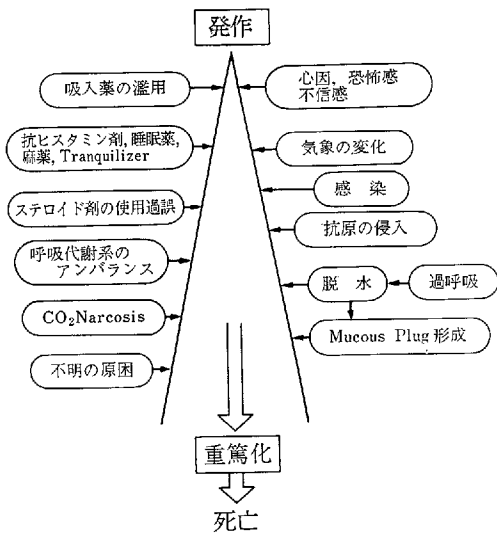 発作
吸入薬の濫用
心因，恐怖感
不信感
抗ヒスタミン剤，睡眠薬，
麻薬，Tranquilizer
気象の変化
感染
ステロイド剤の使用過誤
抗原の侵入
呼吸代謝系の
アンバランス
脱 水
過呼吸
CO₂Narcosis
Mucous Plug 形成
不明の原因
重篤化
死亡